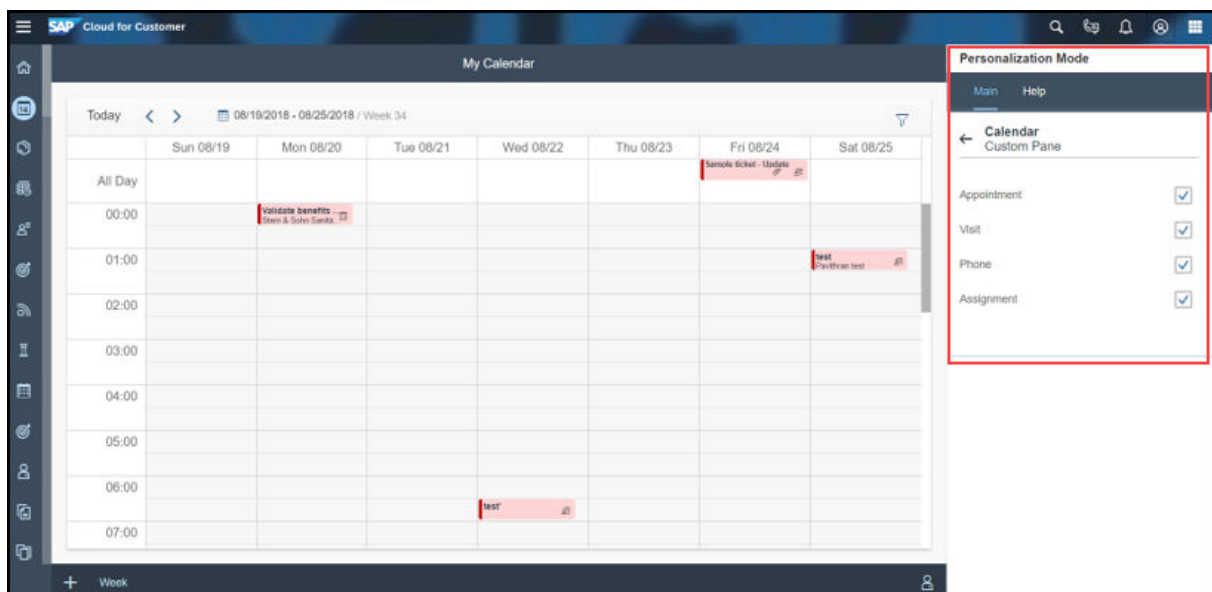 SAP Cloud for Customer
My Calendar
Today
08/19/2018 - 08/25/2018 / Week 34
Sun 08/19 Mon 08/20 Tue 08/21 Wed 08/22 Thu 08/23 Fri 08/24 Sat 08/25
All Day
Sample ticket - Update
00:00
Validate benefits ...
Stern & Sohn Sanita
01:00
test
Pavithran test
02:00
03:00
04:00
05:00
06:00
test'
07:00
Week
Personalization Mode
Main Help
Calendar
Custom Pane
Appointment
Visit
Phone
Assignment
14